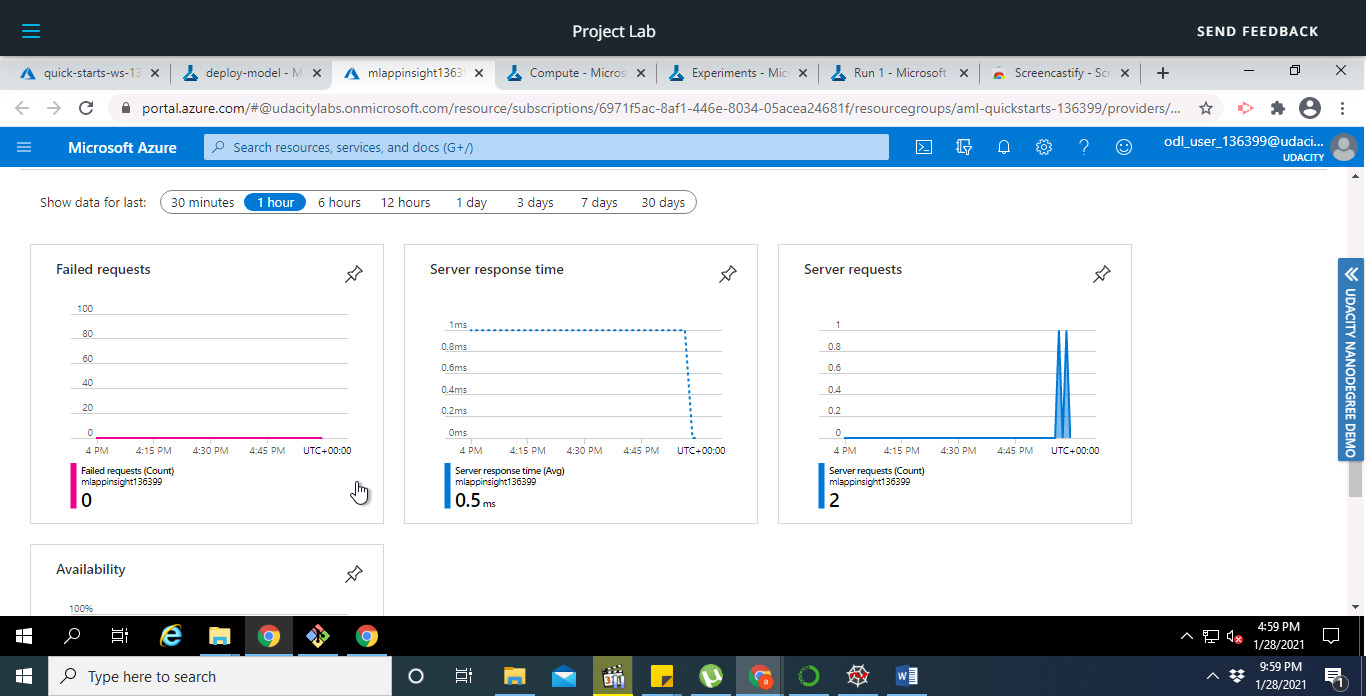 Project Lab
SEND FEEDBACK
quick-starts-ws-13
deploy-model - M
mlappinsight1363
Compute - Micros
Experiments - Mic
Run 1 - Microsoft
Screencastify - Scr
portal.azure.com/#@udacitylabs.onmicrosoft.com/resource/subscriptions/6971f5ac-8af1-446e-8034-05acea24681f/resourcegroups/aml-quickstarts-136399/providers/...
Microsoft Azure
Search resources, services, and docs (G+/)
odl_user_136399@udaci...
UDACITY
Show data for last:
30 minutes
1 hour
6 hours
12 hours
1 day
3 days
7 days
30 days
Failed requests
100
80
60
40
20
0
4 PM
4:15 PM
4:30 PM
4:45 PM
UTC+00:00
Failed requests (Count)
mlappinsight136399
0
Server response time
1ms
0.8ms
0.6ms
0.4ms
0.2ms
0ms
4 PM
4:15 PM
4:30 PM
4:45 PM
UTC+00:00
Server response time (Avg)
mlappinsight136399
0.5 ms
Server requests
1
0.8
0.6
0.4
0.2
0
4 PM
4:15 PM
4:30 PM
4:45 PM
UTC+00:00
Server requests (Count)
mlappinsight136399
2
UDACITY NANODEGREE DEMO
Availability
100%
4:59 PM
1/28/2021
Type here to search
321
a
W
9:59 PM
1/28/2021
1